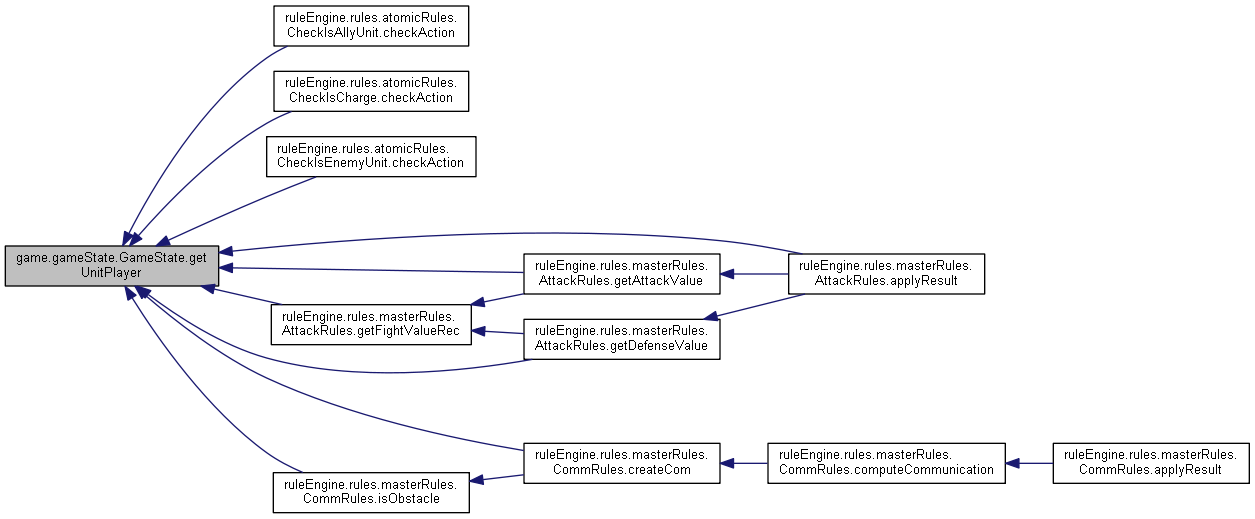 ruleEngine.rules.atomicRules.
CheckIsAllyUnit.checkAction
ruleEngine.rules.atomicRules.
CheckIsCharge.checkAction
ruleEngine.rules.atomicRules.
CheckIsEnemyUnit.checkAction
game.gameState.GameState.get
UnitPlayer
ruleEngine.rules.masterRules.
AttackRules.getAttackValue
ruleEngine.rules.masterRules.
AttackRules.applyResult
ruleEngine.rules.masterRules.
AttackRules.getFightValueRec
ruleEngine.rules.masterRules.
AttackRules.getDefenseValue
ruleEngine.rules.masterRules.
CommRules.createCom
ruleEngine.rules.masterRules.
CommRules.computeCommunication
ruleEngine.rules.masterRules.
CommRules.applyResult
ruleEngine.rules.masterRules.
CommRules.isObstacle